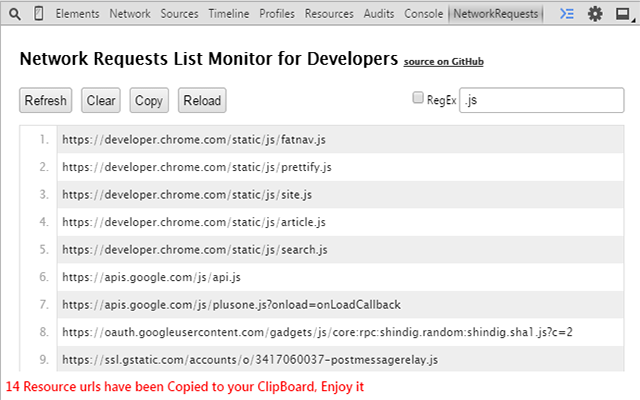 Elements Network Sources Timeline Profiles Resources Audits Console NetworkRequests
Network Requests List Monitor for Developers source on GitHub
Refresh Clear Copy Reload RegEx .js
1. https://developer.chrome.com/static/js/fatnav.js
2. https://developer.chrome.com/static/js/prettify.js
3. https://developer.chrome.com/static/js/site.js
4. https://developer.chrome.com/static/js/article.js
5. https://developer.chrome.com/static/js/search.js
6. https://apis.google.com/js/api.js
7. https://apis.google.com/js/plusone.js?onload=onLoadCallback
8. https://oauth.googleusercontent.com/gadgets/js/core:rpc:shindig.random:shindig.sha1.js?c=2
9. https://ssl.gstatic.com/accounts/o/3417060037-postmessagerelay.js
14 Resource urls have been Copied to your ClipBoard, Enjoy it